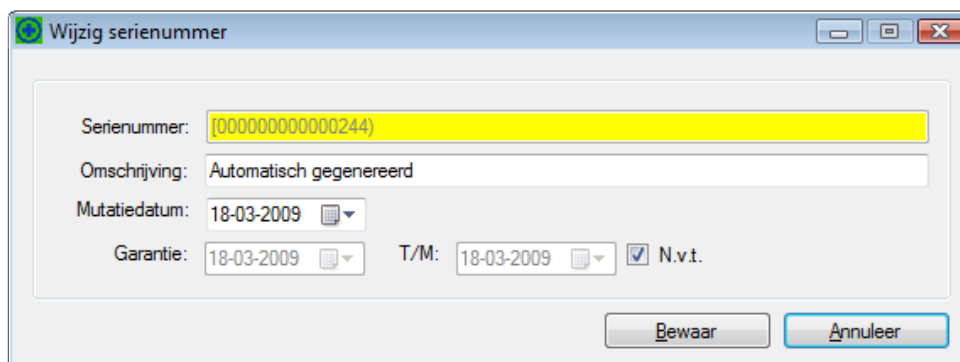 Wijzig serienummer
Serienummer: [000000000000244)
Omschrijving: Automatisch gegenereerd
Mutatiedatum: 18-03-2009
Garantie: 18-03-2009 T/M: 18-03-2009 N.v.t.
Bewaar Annuleer